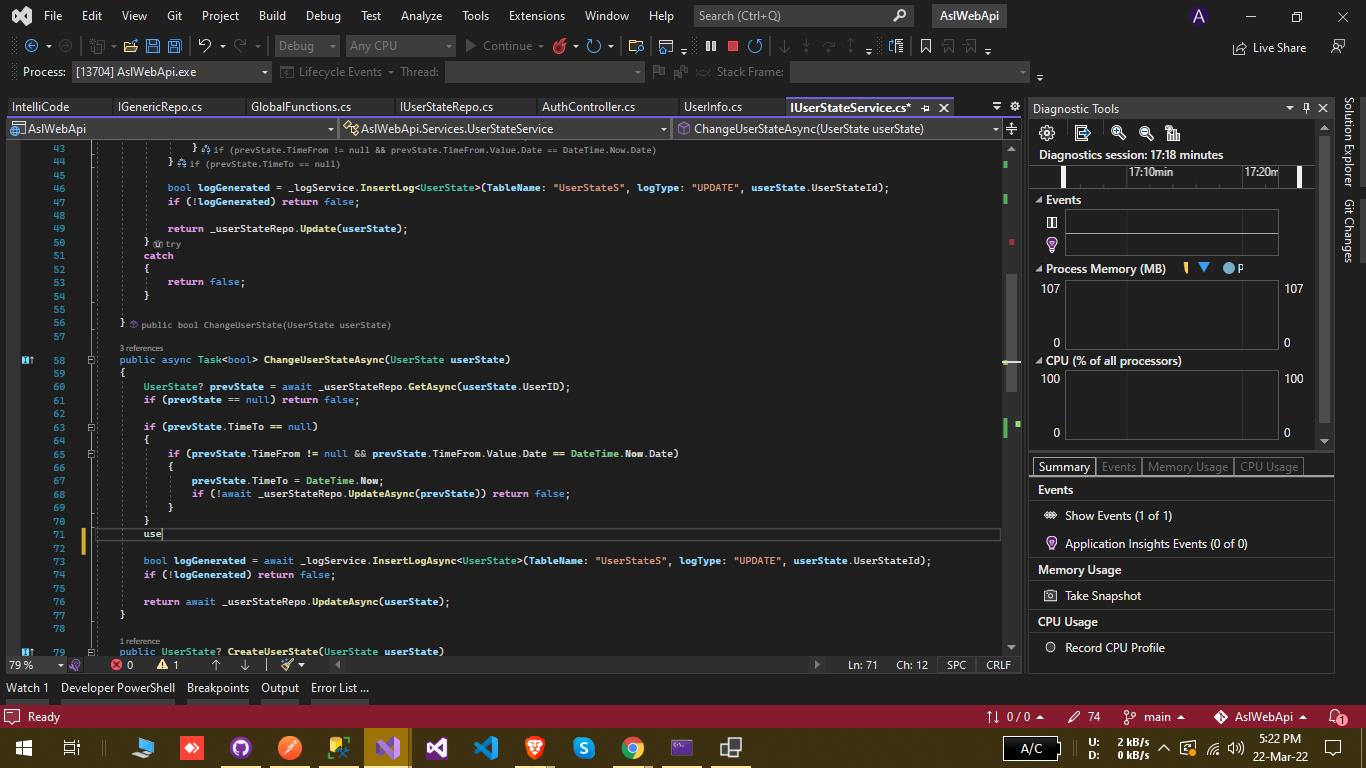 File Edit View Git Project Build Debug Test Analyze Tools Extensions Window Help Search (Ctrl+Q) AslWebApi A
Debug Any CPU Continue Live Share
Process: [13704] AslWebApi.exe Lifecycle Events Thread: Stack Frame:
IntelliCode IGenericRepo.cs GlobalFunctions.cs IUserStateRepo.cs AuthController.cs UserInfo.cs IUserStateService.cs*
AslWebApi AslWebApi.Services.UserStateService ChangeUserStateAsync(UserState userState)
43 } if (prevState.TimeFrom != null && prevState.TimeFrom.Value.Date == DateTime.Now.Date)
44 } if (prevState.TimeTo == null)
45
46 bool logGenerated = _logService.InsertLog<UserState>(TableName: "UserStateS", logType: "UPDATE", userState.UserStateId);
47 if (!logGenerated) return false;
48
49 return _userStateRepo.Update(userState);
50 } try
51 catch
52 {
53 return false;
54 }
55
56 } public bool ChangeUserState(UserState userState)
57
3 references
58 public async Task<bool> ChangeUserStateAsync(UserState userState)
59 {
60 UserState? prevState = await _userStateRepo.GetAsync(userState.UserID);
61 if (prevState == null) return false;
62
63 if (prevState.TimeTo == null)
64 {
65 if (prevState.TimeFrom != null && prevState.TimeFrom.Value.Date == DateTime.Now.Date)
66 {
67 prevState.TimeTo = DateTime.Now;
68 if (!await _userStateRepo.UpdateAsync(prevState)) return false;
69 }
70 }
71 use
72
73 bool logGenerated = await _logService.InsertLogAsync<UserState>(TableName: "UserStateS", logType: "UPDATE", userState.UserStateId);
74 if (!logGenerated) return false;
75
76 return await _userStateRepo.UpdateAsync(userState);
77 }
78
1 reference
79 public UserState? CreateUserState(UserState userState)
79 % 0 1 Ln: 71 Ch: 12 SPC CRLF
Diagnostic Tools
Diagnostics session: 17:18 minutes
17:10min 17:20m
Events
Process Memory (MB) P
107 107
0 0
CPU (% of all processors)
100 100
0 0
Summary Events Memory Usage CPU Usage
Events
Show Events (1 of 1)
Application Insights Events (0 of 0)
Memory Usage
Take Snapshot
CPU Usage
Record CPU Profile
Solution Explorer
Git Changes
Watch 1 Developer PowerShell Breakpoints Output Error List ...
Ready 0 / 0 74 main AslWebApi 1
A/C U: 2 kB/s 5:22 PM
D: 0 kB/s 22-Mar-22